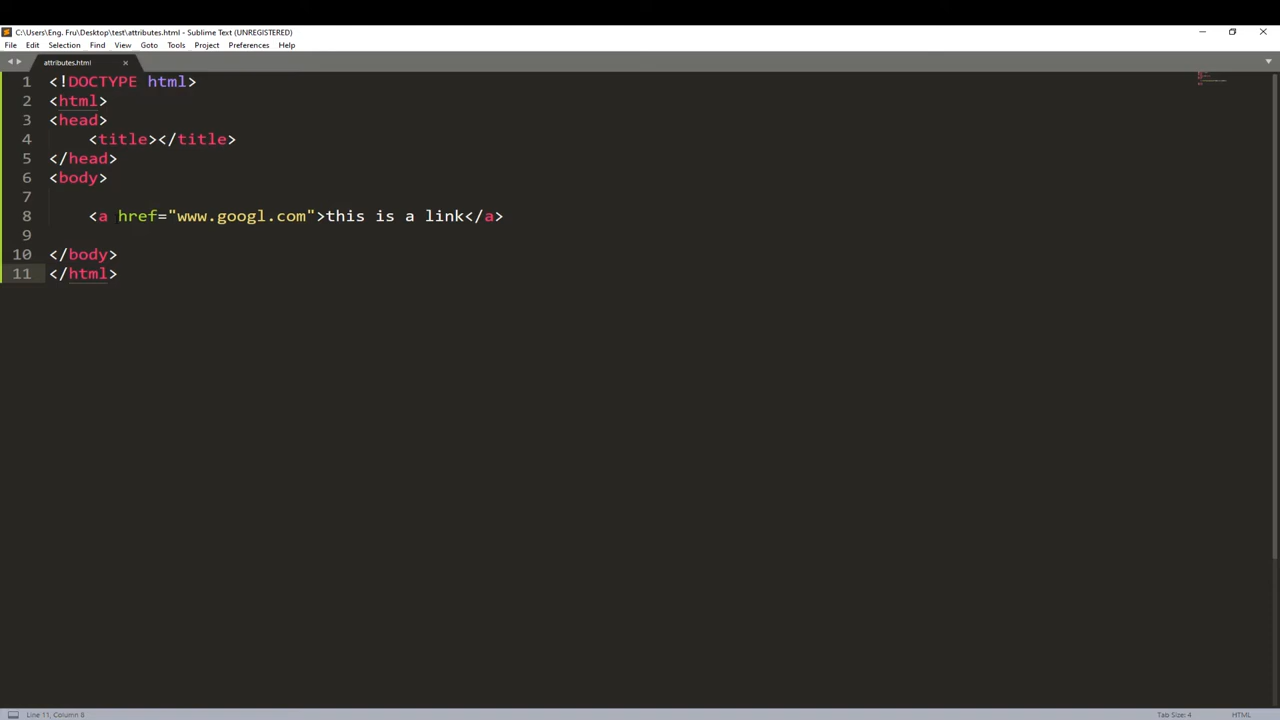 C:\Users\Eng. Fru\Desktop\test\attributes.html - Sublime Text (UNREGISTERED)
File Edit Selection Find View Goto Tools Project Preferences Help
attributes.html
1 <!DOCTYPE html>
2 <html>
3 <head>
4 <title></title>
5 </head>
6 <body>
7
8 <a href="www.googl.com">this is a link</a>
9
10 </body>
11 </html>
Line 11, Column 8 Tab Size: 4 HTML